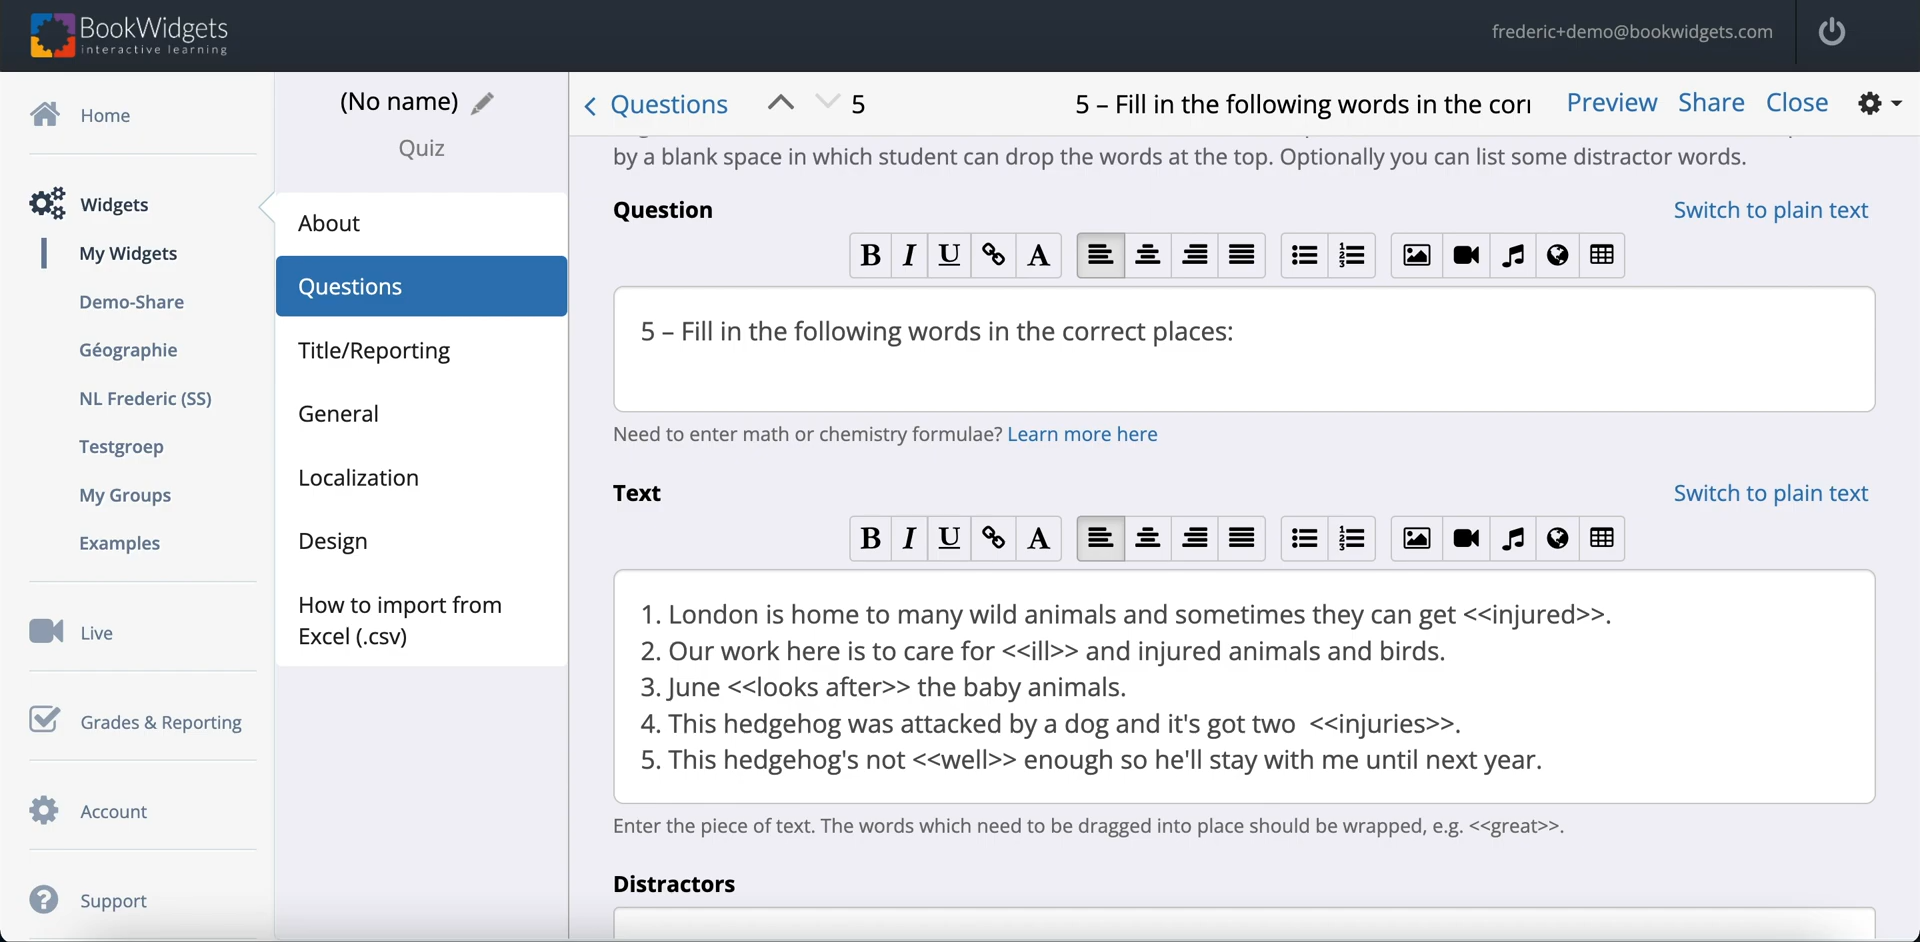 BookWidgets
interactive learning
frederic+demo@bookwidgets.com
Home
Widgets
My Widgets
Demo-Share
Géographie
NL Frederic (SS)
Testgroep
My Groups
Examples
Live
Grades & Reporting
Account
Support
(No name)
Quiz
About
Questions
Title/Reporting
General
Localization
Design
How to import from
Excel (.csv)
Questions 5 5 – Fill in the following words in the corr Preview Share Close
by a blank space in which student can drop the words at the top. Optionally you can list some distractor words.
Question Switch to plain text
B I U A
5 – Fill in the following words in the correct places:
Need to enter math or chemistry formulae? Learn more here
Text Switch to plain text
B I U A
1. London is home to many wild animals and sometimes they can get <<injured>>.
2. Our work here is to care for <<ill>> and injured animals and birds.
3. June <<looks after>> the baby animals.
4. This hedgehog was attacked by a dog and it's got two <<injuries>>.
5. This hedgehog's not <<well>> enough so he'll stay with me until next year.
Enter the piece of text. The words which need to be dragged into place should be wrapped, e.g. <<great>>.
Distractors